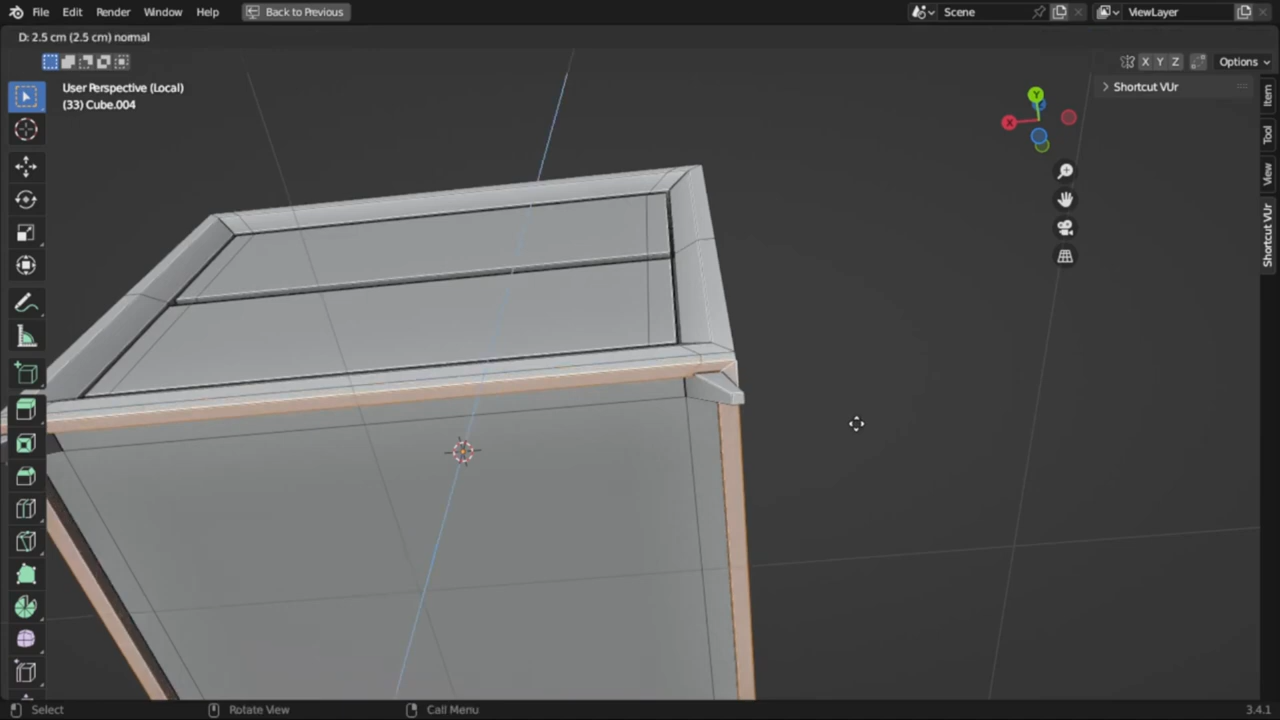 File Edit Render Window Help Back to Previous Scene ViewLayer
D: 2.5 cm (2.5 cm) normal
X Y Z Options
User Perspective (Local)
(33) Cube.004
Shortcut VUr
Y
X
Item
Tool
View
Shortcut VUr
Select Rotate View Call Menu 3.4.1